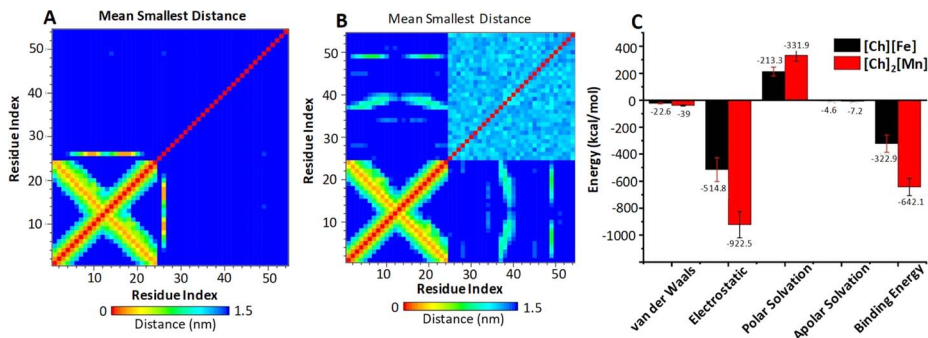 A
Mean Smallest Distance
Residue Index
50
40
30
20
10
10 20 30 40 50
Residue Index
0 1.5
Distance (nm)
B
Mean Smallest Distance
Residue Index
50
40
30
20
10
10 20 30 40 50
Residue Index
0 1.5
Distance (nm)
C
[Ch][Fe]
[Ch]₂[Mn]
Energy (kcal/mol)
400
200
0
-200
-400
-600
-800
-1000
-22.6
-39
-514.8
-922.5
-213.3
-331.9
-4.6
-7.2
-322.9
-642.1
van der Waals
Electrostatic
Polar Solvation
Apolar Solvation
Binding Energy